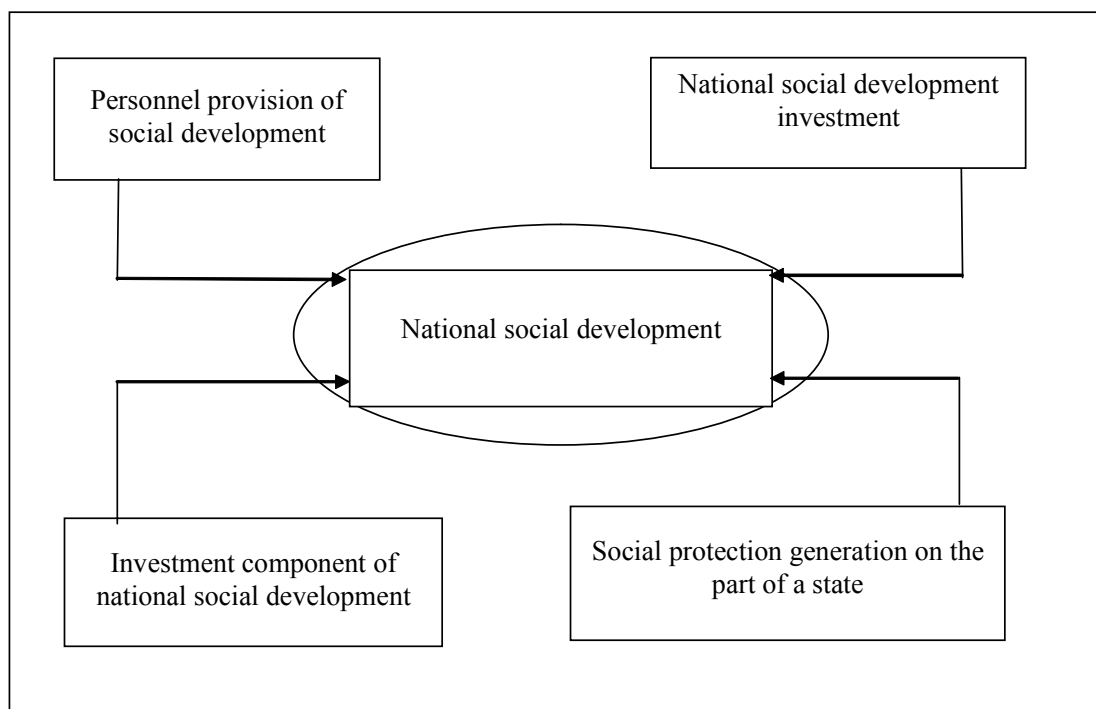 Personnel provision of
social development
National social development
investment
National social development
Investment component of
national social development
Social protection generation on the
part of a state